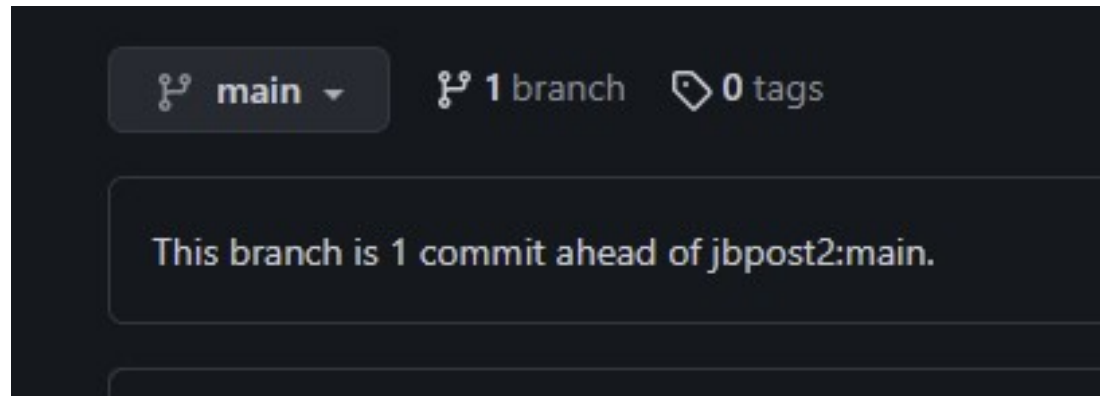 main 1 branch 0 tags
This branch is 1 commit ahead of jbpost2:main.